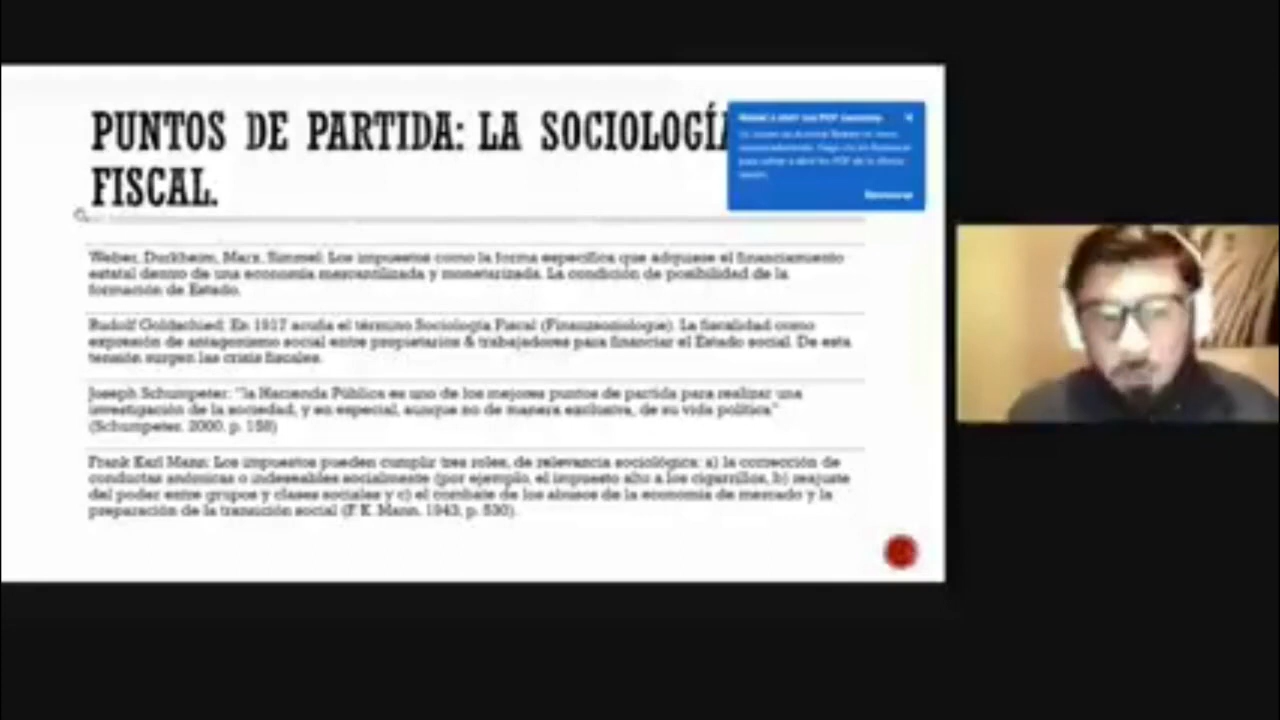 PUNTOS DE PARTIDA: LA SOCIOLOGÍA
FISCAL.
Weber, Durkheim, Marx, Simmel: Los impuestos como la forma específica que adquiere el financiamiento
estatal dentro de una economía mercantilizada y monetarizada. La condición de posibilidad de la
formación de Estado.
Rudolf Goldschied: En 1917 acuña el término Sociología Fiscal (Finanzsoziologie). La fiscalidad como
expresión de antagonismo social entre propietarios & trabajadores para financiar el Estado social. De esta
tensión surgen las crisis fiscales.
Joseph Schumpeter: "la Hacienda Pública es uno de los mejores puntos de partida para realizar una
investigación de la sociedad, y en especial, aunque no de manera exclusiva, de su vida política"
(Schumpeter, 2000, p. 158)
Frank Karl Mann: Los impuestos pueden cumplir tres roles, de relevancia sociológica: a) la corrección de
conductas anómicas o indeseables socialmente (por ejemplo, el impuesto alto a los cigarrillos, b) reajuste
del poder entre grupos y clases sociales y c) el combate de los abusos de la economía de mercado y la
preparación de la transición social (F. K. Mann, 1943, p. 530).